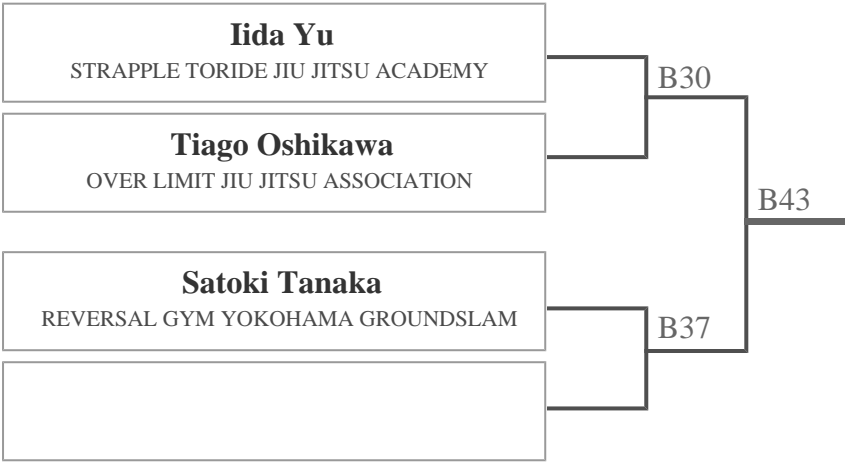 Iida Yu
STRAPPLE TORIDE JIU JITSU ACADEMY
B30
Tiago Oshikawa
OVER LIMIT JIU JITSU ASSOCIATION
B43
Satoki Tanaka
REVERSAL GYM YOKOHAMA GROUNDSLAM
B37